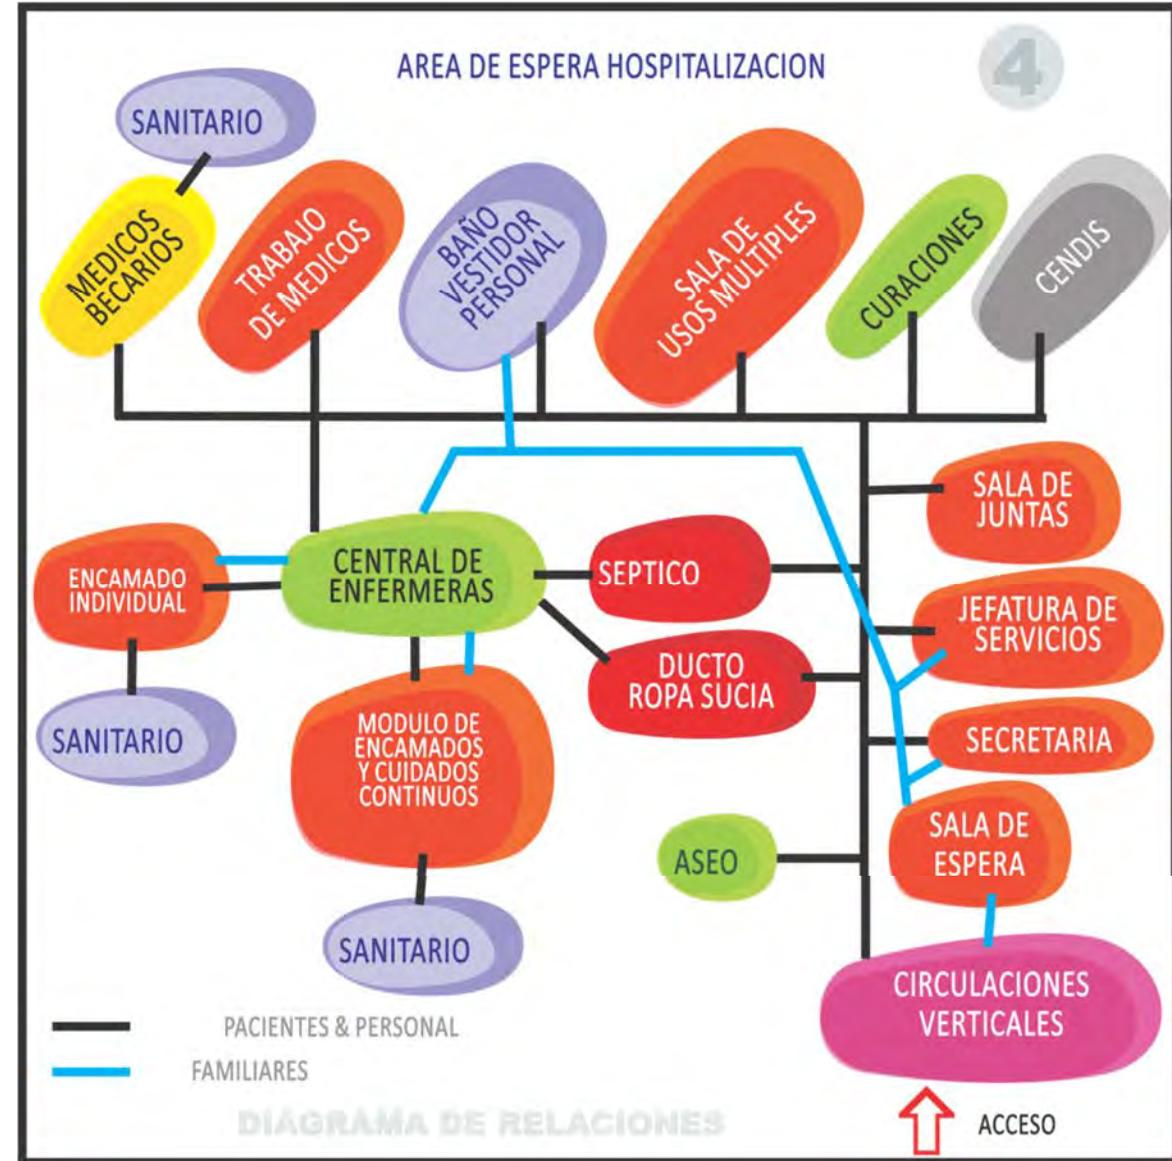 AREA DE ESPERA HOSPITALIZACION
4
SANITARIO
MEDICOS
BECARIOS
TRABAJO
DE MEDICOS
BAÑO
VESTIDOR
PERSONAL
SALA DE
USOS MULTIPLES
CURACIONES
CENDIS
SALA DE
JUNTAS
ENCAMADO
INDIVIDUAL
CENTRAL DE
ENFERMERAS
SEPTICO
JEFATURA DE
SERVICIOS
DUCTO
ROPA SUCIA
SANITARIO
MODULO DE
ENCAMADOS
Y CUIDADOS
CONTINUOS
SECRETARIA
ASEO
SALA DE
ESPERA
SANITARIO
CIRCULACIONES
VERTICALES
PACIENTES & PERSONAL
FAMILIARES
DIAGRAMA DE RELACIONES
ACCESO